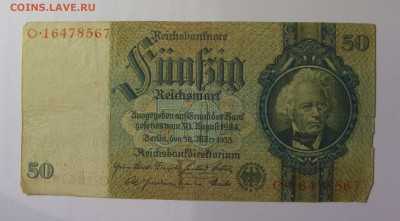 COINS.ЛАВЕ.RU
O·16478567
Reichsbanknote
50
Fünfzig
Reichsmark
Ausgegeben auf Grund des Bank
gesetzes vom 30. August 1924
Berlin, den 30. März 1933
Reichsbankdirektorium
50
O·16478567